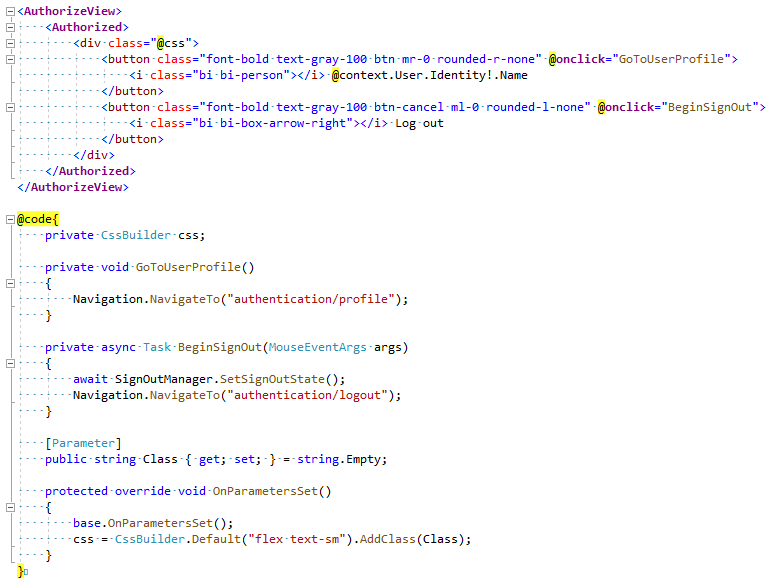 <AuthorizeView>
    <Authorized>
        <div class="@css">
            <button class="font-bold text-gray-100 btn mr-0 rounded-r-none" @onclick="GoToUserProfile">
                <i class="bi bi-person"></i> @context.User.Identity!.Name
            </button>
            <button class="font-bold text-gray-100 btn-cancel ml-0 rounded-l-none" @onclick="BeginSignOut">
                <i class="bi bi-box-arrow-right"></i> Log out
            </button>
        </div>
    </Authorized>
</AuthorizeView>

@code{
    private CssBuilder css;

    private void GoToUserProfile()
    {
        Navigation.NavigateTo("authentication/profile");
    }

    private async Task BeginSignOut(MouseEventArgs args)
    {
        await SignOutManager.SetSignOutState();
        Navigation.NavigateTo("authentication/logout");
    }

    [Parameter]
    public string Class { get; set; } = string.Empty;

    protected override void OnParametersSet()
    {
        base.OnParametersSet();
        css = CssBuilder.Default("flex text-sm").AddClass(Class);
    }
}